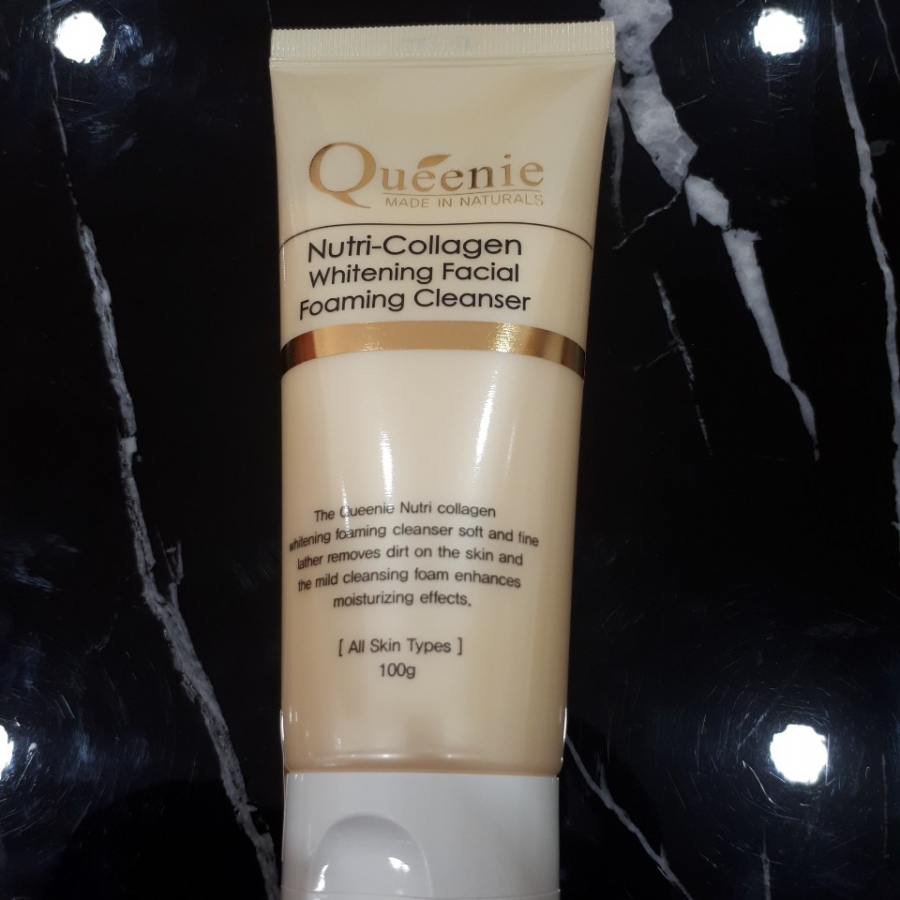 Queenie
MADE IN NATURALS
Nutri-Collagen
Whitening Facial
Foaming Cleanser
The Queenie Nutri collagen
whitening foaming cleanser soft and fine
lather removes dirt on the skin and
the mild cleansing foam enhances
moisturizing effects.
[ All Skin Types ]
100g